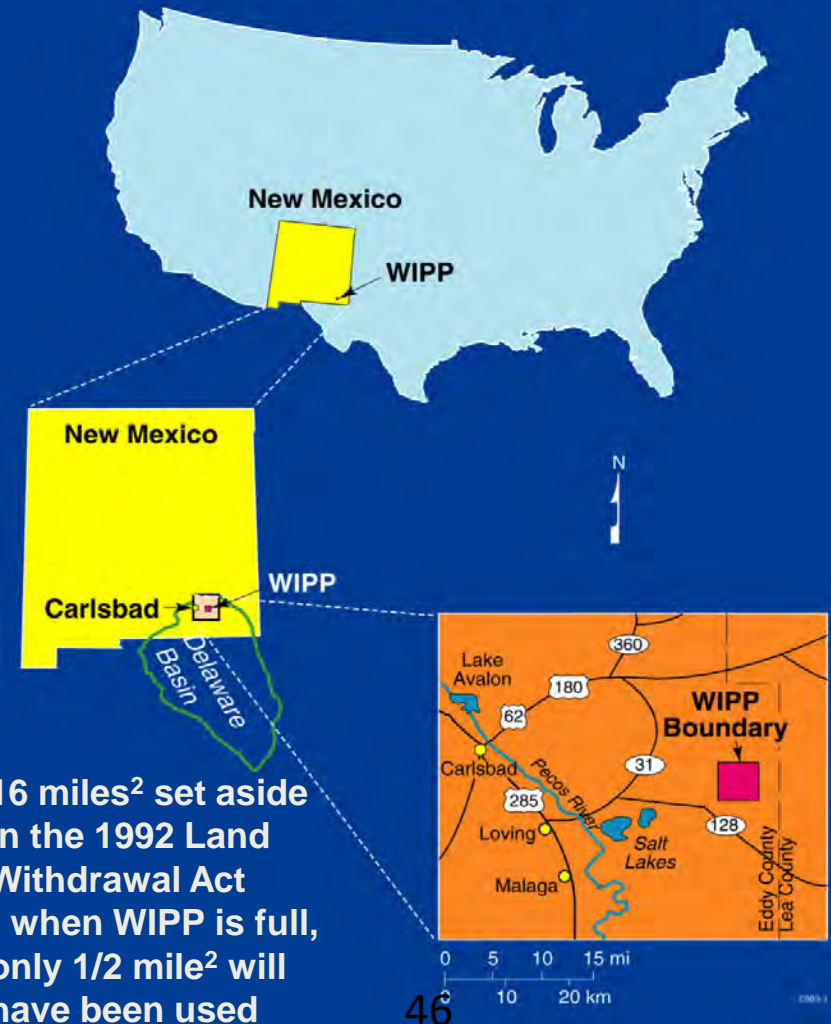 New Mexico
WIPP
New Mexico
N
WIPP
Carlsbad
Delaware
Basin
360
Lake
Avalon
180
WIPP
Boundary
62
Carlsbad
Pecos River
31
285
128
Loving
Salt
Lakes
Malaga
Eddy County
Lea County
16 miles² set aside
n the 1992 Land
Withdrawal Act
when WIPP is full,
only 1/2 mile² will
have been used
0 5 10 15 mi
0 10 20 km
46